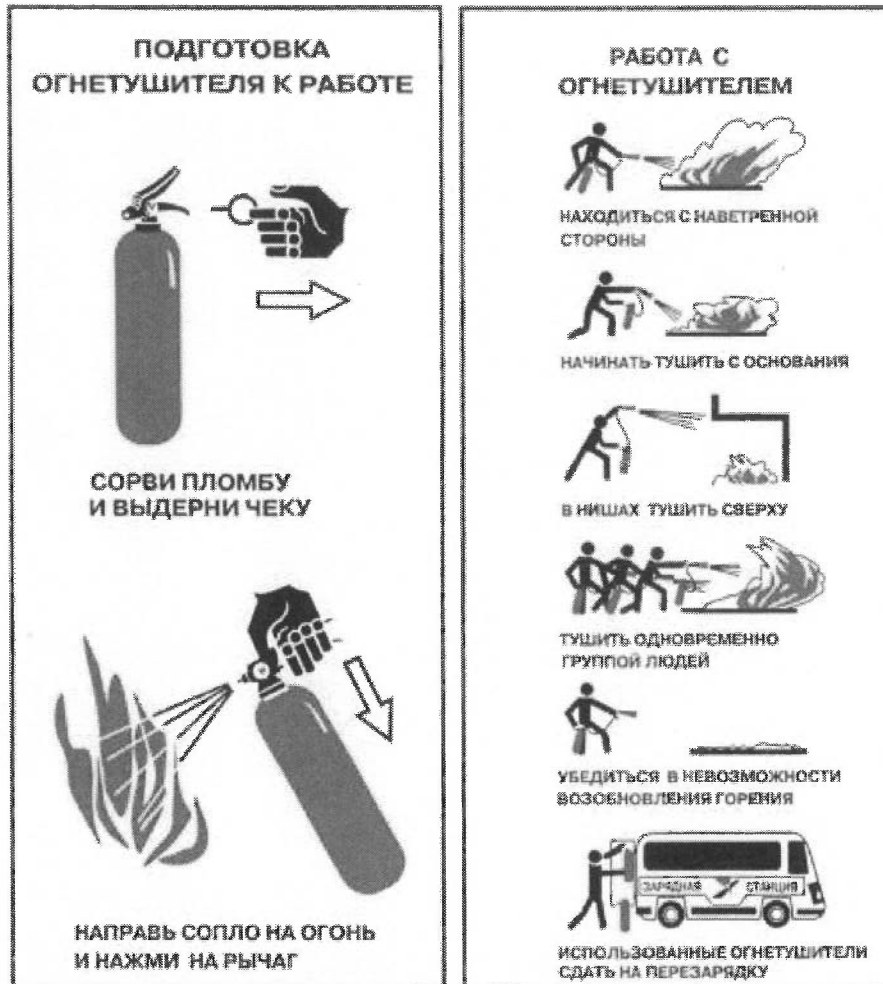 ПОДГОТОВКА
ОГНЕТУШИТЕЛЯ К РАБОТЕ
СОРВИ ПЛОМБУ
И ВЫДЕРНИ ЧЕКУ
НАПРАВЬ СОПЛО НА ОГОНЬ
И НАЖМИ НА РЫЧАГ
РАБОТА С
ОГНЕТУШИТЕЛЕМ
НАХОДИТЬСЯ С НАВЕТРЕННОЙ
СТОРОНЫ
НАЧИНАТЬ ТУШИТЬ С ОСНОВАНИЯ
В НИШАХ ТУШИТЬ СВЕРХУ
ТУШИТЬ ОДНОВРЕМЕННО
ГРУППОЙ ЛЮДЕЙ
УБЕДИТЬСЯ В НЕВОЗМОЖНОСТИ
ВОЗОБНОВЛЕНИЯ ГОРЕНИЯ
ЗАРЯДНАЯ СТАНЦИЯ
ИСПОЛЬЗОВАННЫЕ ОГНЕТУШИТЕЛИ
СДАТЬ НА ПЕРЕЗАРЯДКУ